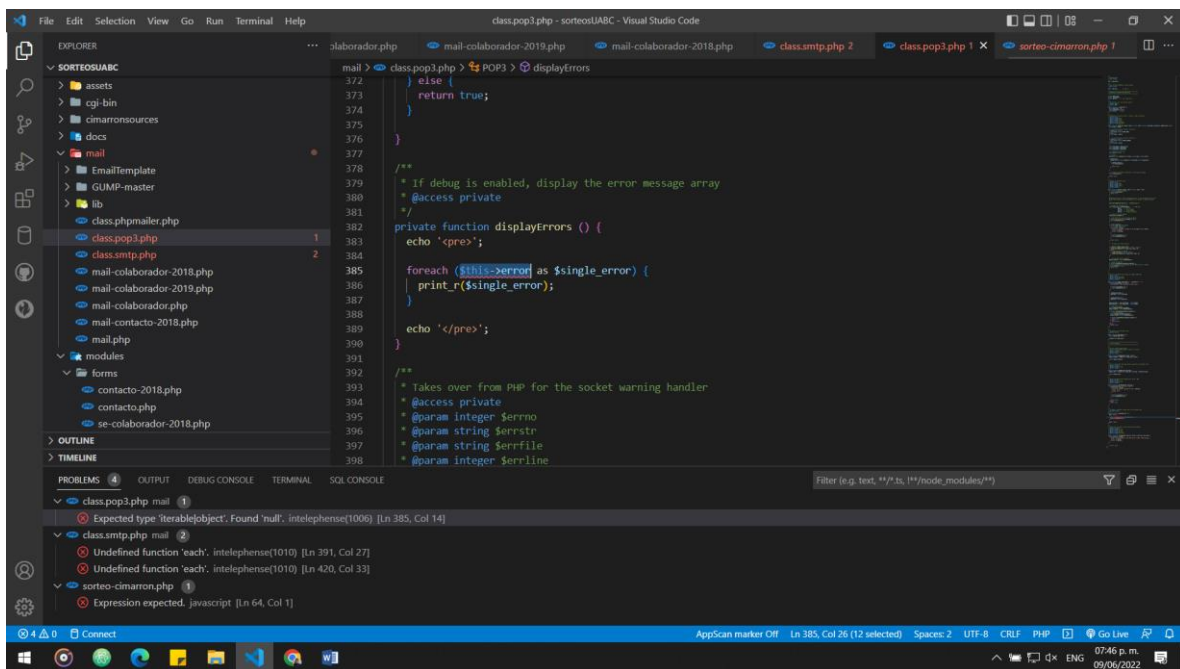 File Edit Selection View Go Run Terminal Help
class.pop3.php - sorteosUABC - Visual Studio Code
EXPLORER
SORTEOSUABC
assets
cgi-bin
cimarronsources
docs
mail
EmailTemplate
GUMP-master
lib
class.phpmailer.php
class.pop3.php 1
class.smtp.php 2
mail-colaborador-2018.php
mail-colaborador-2019.php
mail-colaborador.php
mail-contacto-2018.php
mail.php
modules
forms
contacto-2018.php
contacto.php
se-colaborador-2018.php
OUTLINE
TIMELINE
olaborador.php mail-colaborador-2019.php mail-colaborador-2018.php class.smtp.php 2 class.pop3.php 1 sorteo-cimarron.php 1
mail > class.pop3.php > POP3 > displayErrors
372 } else {
373 return true;
374 }
375
376 }
377
378 /**
379 * If debug is enabled, display the error message array
380 * @access private
381 */
382 private function displayErrors () {
383 echo '<pre>';
384
385 foreach ($this->error as $single_error) {
386 print_r($single_error);
387 }
388
389 echo '</pre>';
390 }
391
392 /**
393 * Takes over from PHP for the socket warning handler
394 * @access private
395 * @param integer $errno
396 * @param string $errstr
397 * @param string $errfile
398 * @param integer $errline
PROBLEMS 4 OUTPUT DEBUG CONSOLE TERMINAL SQL CONSOLE
Filter (e.g. text, **/*.ts, !**/node_modules/**)
class.pop3.php mail 1
Expected type 'iterable|object'. Found 'null'. intelephense(1006) [Ln 385, Col 14]
class.smtp.php mail 2
Undefined function 'each'. intelephense(1010) [Ln 391, Col 27]
Undefined function 'each'. intelephense(1010) [Ln 420, Col 33]
sorteo-cimarron.php 1
Expression expected. javascript [Ln 64, Col 1]
4 0 Connect
AppScan marker Off Ln 385, Col 26 (12 selected) Spaces: 2 UTF-8 CRLF PHP Go Live
ENG
07:46 p. m.
09/06/2022